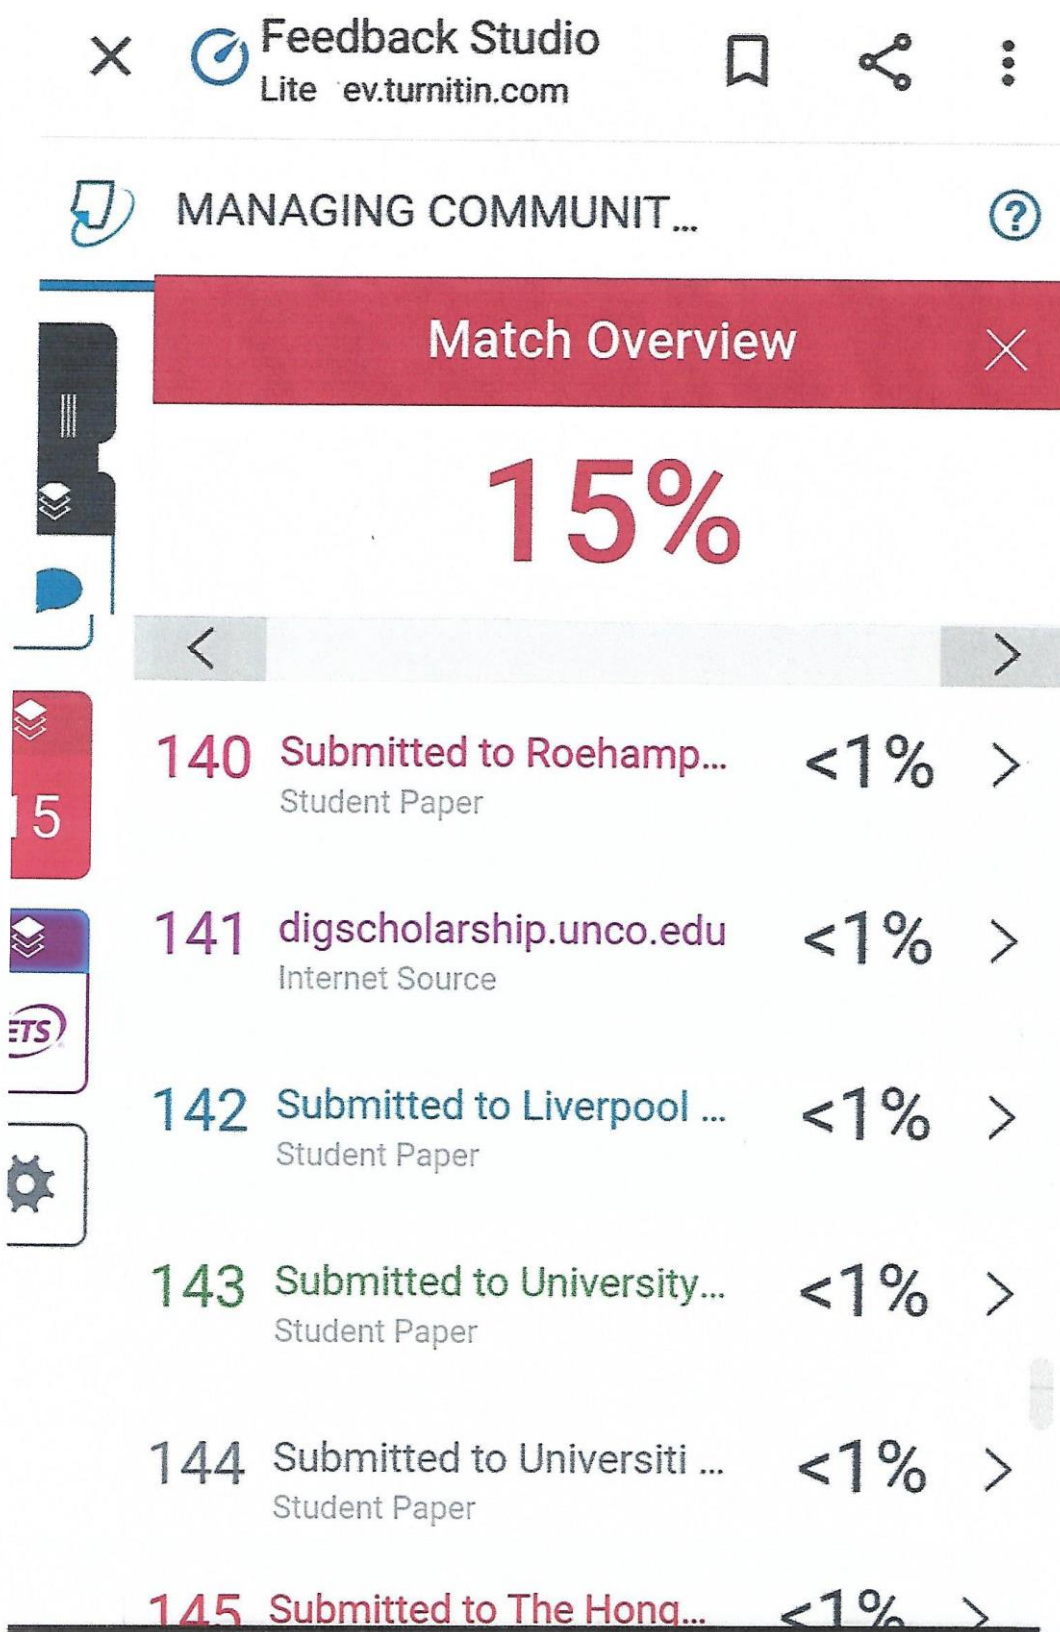 Feedback Studio
Lite ev.turnitin.com
MANAGING COMMUNIT...
?
Match Overview
15%
15
ETS
140 Submitted to Roehamp... <1%
Student Paper
141 digscholarship.unco.edu <1%
Internet Source
142 Submitted to Liverpool ... <1%
Student Paper
143 Submitted to University... <1%
Student Paper
144 Submitted to Universiti ... <1%
Student Paper
145 Submitted to The Hong... <1%